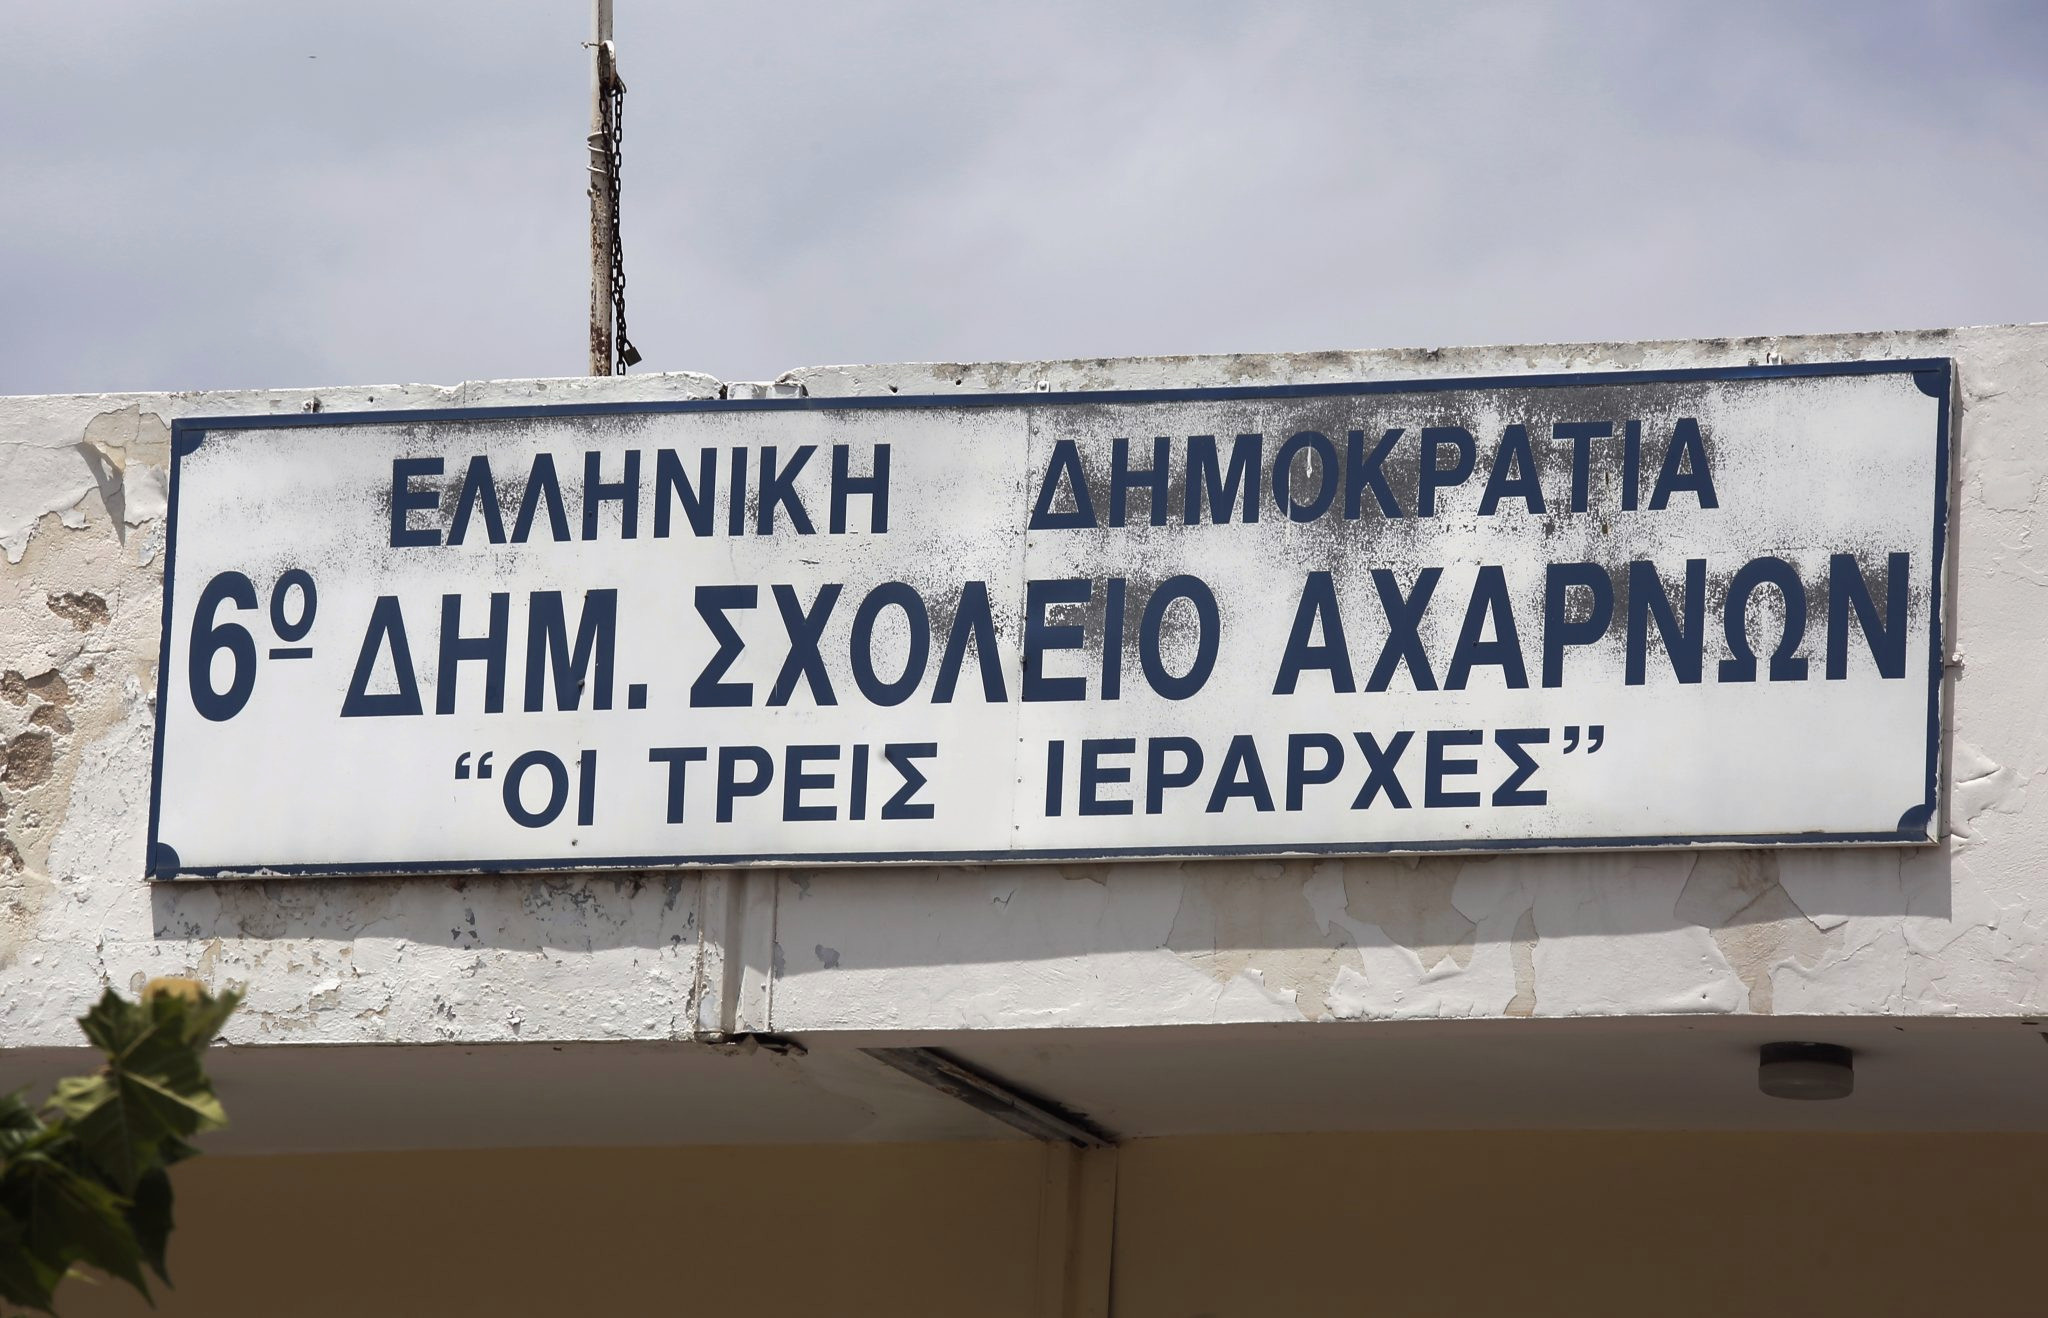 ΕΛΛΗΝΙΚΗ ΔΗΜΟΚΡΑΤΙΑ
6º ΔΗΜ. ΣΧΟΛΕΙΟ ΑΧΑΡΝΩΝ
“ΟΙ ΤΡΕΙΣ ΙΕΡΑΡΧΕΣ”